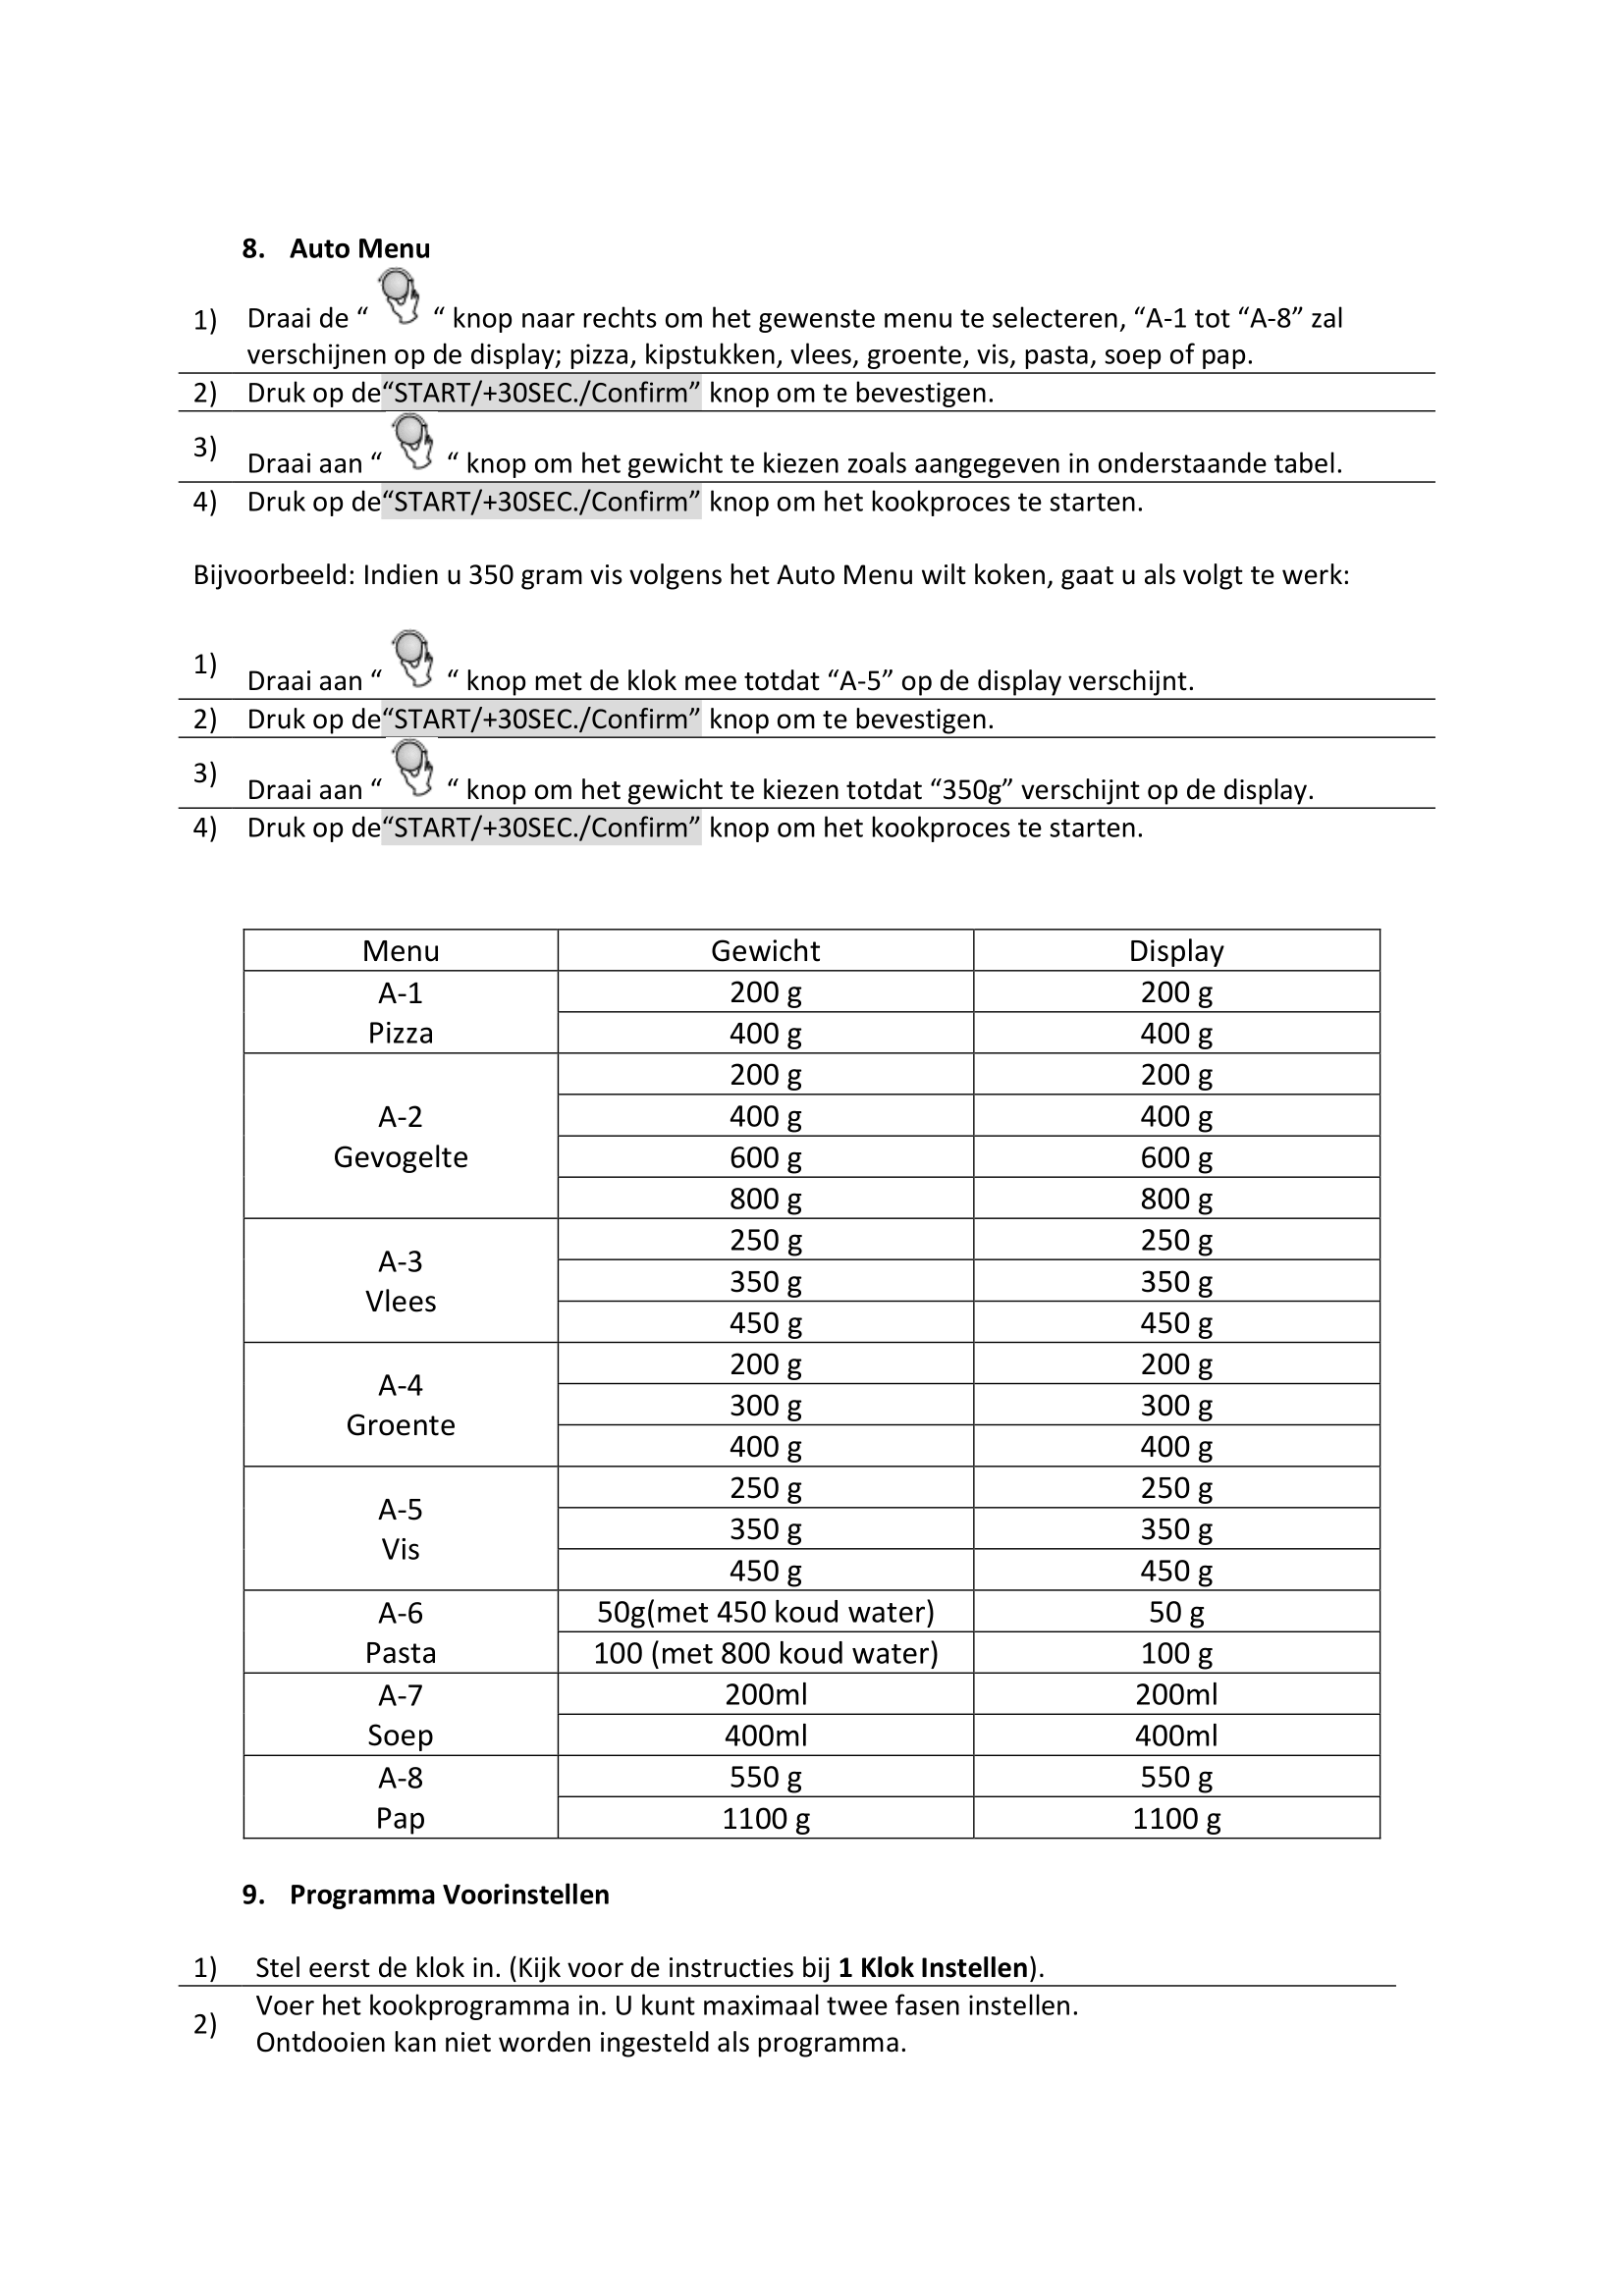 8. Auto Menu
1) Draai de “ “ knop naar rechts om het gewenste menu te selecteren, “A-1 tot “A-8” zal
verschijnen op de display; pizza, kipstukken, vlees, groente, vis, pasta, soep of pap.
2) Druk op de“START/+30SEC./Confirm” knop om te bevestigen.
3) Draai aan “ “ knop om het gewicht te kiezen zoals aangegeven in onderstaande tabel.
4) Druk op de“START/+30SEC./Confirm” knop om het kookproces te starten.
Bijvoorbeeld: Indien u 350 gram vis volgens het Auto Menu wilt koken, gaat u als volgt te werk:
1) Draai aan “ “ knop met de klok mee totdat “A-5” op de display verschijnt.
2) Druk op de“START/+30SEC./Confirm” knop om te bevestigen.
3) Draai aan “ “ knop om het gewicht te kiezen totdat “350g” verschijnt op de display.
4) Druk op de“START/+30SEC./Confirm” knop om het kookproces te starten.
Menu Gewicht Display
A-1 200 g 200 g
Pizza 400 g 400 g
200 g 200 g
A-2 400 g 400 g
Gevogelte 600 g 600 g
800 g 800 g
250 g 250 g
A-3
350 g 350 g
Vlees
450 g 450 g
200 g 200 g
A-4
300 g 300 g
Groente
400 g 400 g
250 g 250 g
A-5
350 g 350 g
Vis
450 g 450 g
A-6 50g(met 450 koud water) 50 g
Pasta 100 (met 800 koud water) 100 g
A-7 200ml 200ml
Soep 400ml 400ml
A-8 550 g 550 g
Pap 1100 g 1100 g
9. Programma Voorinstellen
1) Stel eerst de klok in. (Kijk voor de instructies bij 1 Klok Instellen).
2) Voer het kookprogramma in. U kunt maximaal twee fasen instellen.
Ontdooien kan niet worden ingesteld als programma.